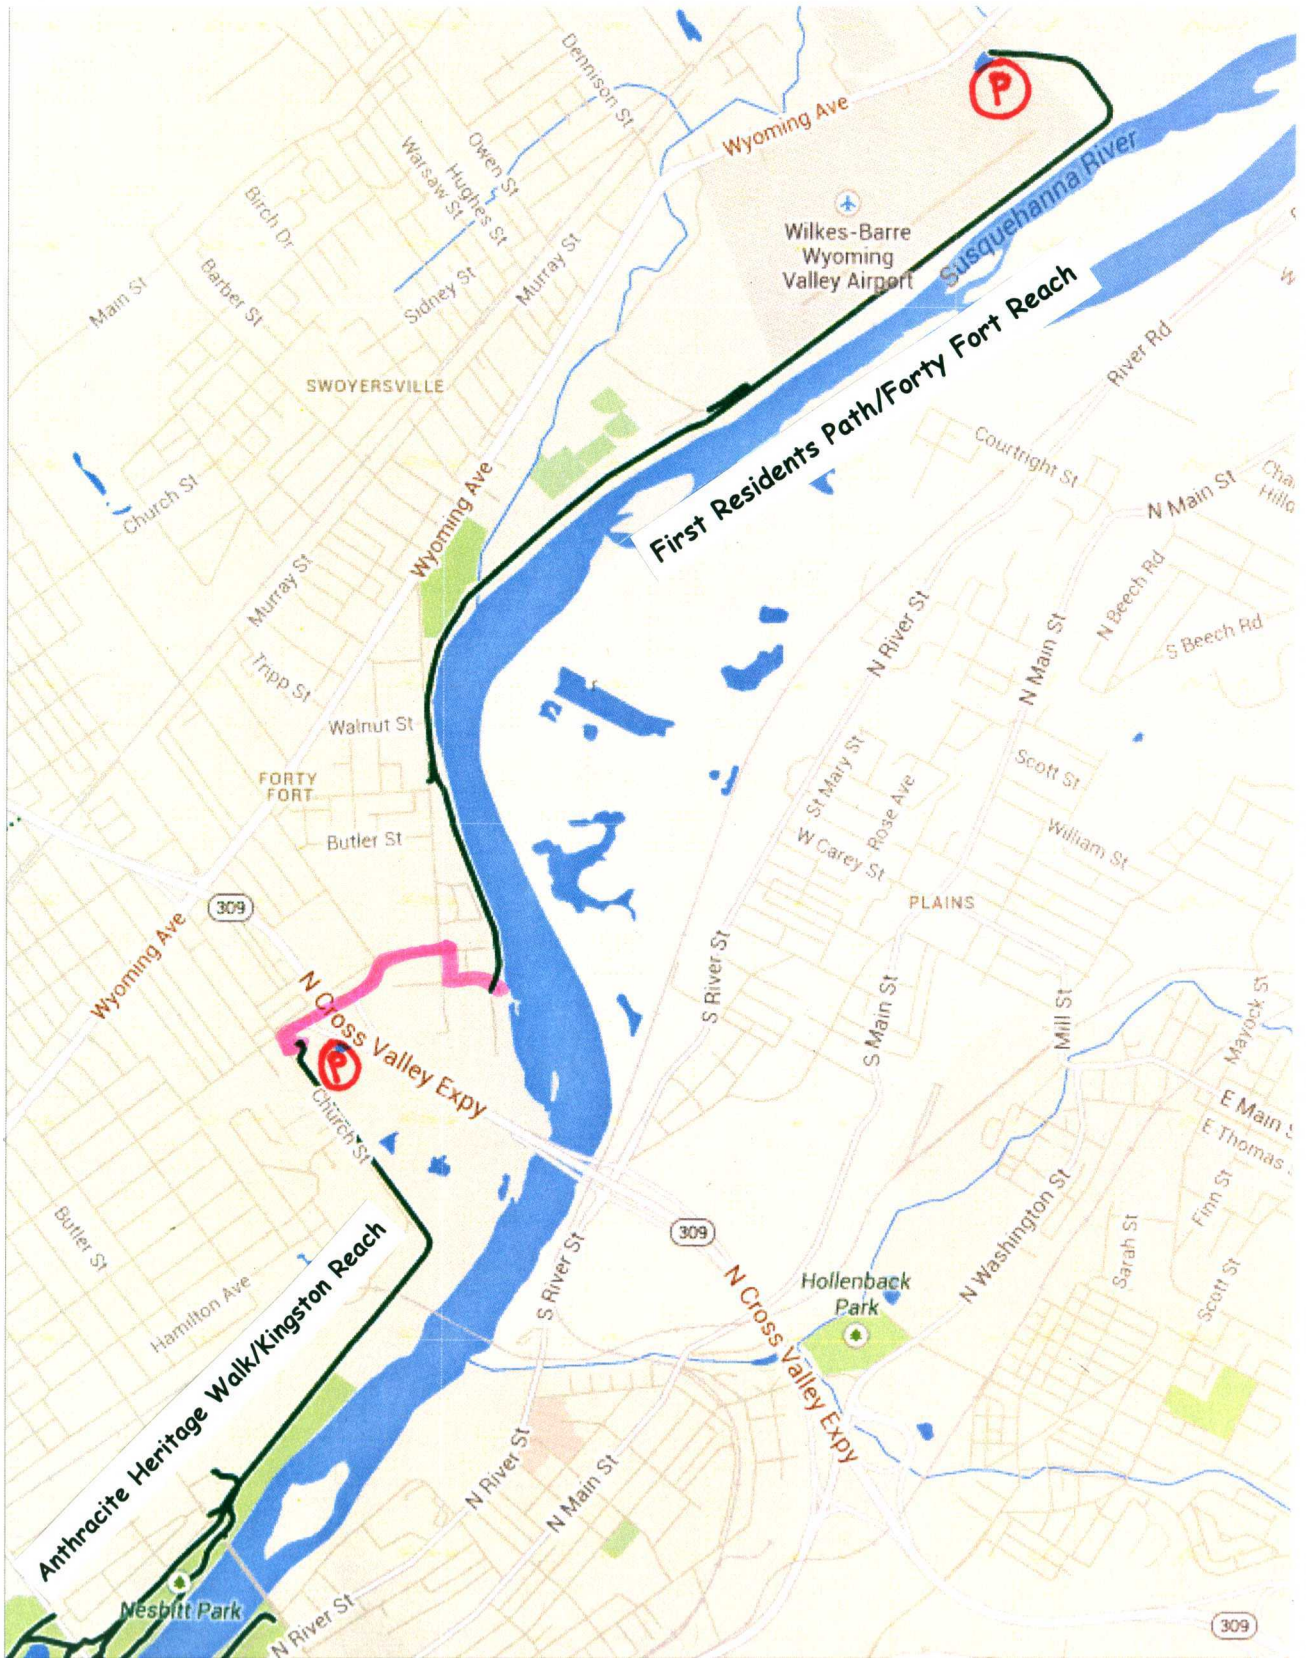 Dennison St
Wyoming Ave
P
Owen St
Hughes St
Warsaw St
Susquehanna River
Birch Dr
Murray St
Wilkes-Barre
Wyoming
Valley Airport
Barber St
Sidney St
Main St
First Residents Path/Forty Fort Reach
River Rd
SWOYERSVILLE
Courtright St
Church St
Wyoming Ave
N Main St
Murray St
N Beech Rd
N River St
S Beech Rd
N Main St
Tripp St
Walnut St
St Mary St
Scott St
FORTY
FORT
Rose Ave
Butler St
W Carey St
William St
309
PLAINS
Wyoming Ave
S River St
N Cross Valley Expy
S Main St
Mill St
Mayock St
P
Church St
E Main S
E Thomas
Butler St
N Washington St
Finn St
Sarah St
309
S River St
Scott St
Hollenback
Park
Hamilton Ave
Anthracite Heritage Walk/Kingston Reach
N Cross Valley Expy
N River St
N Main St
Nesbitt Park
N River St
309